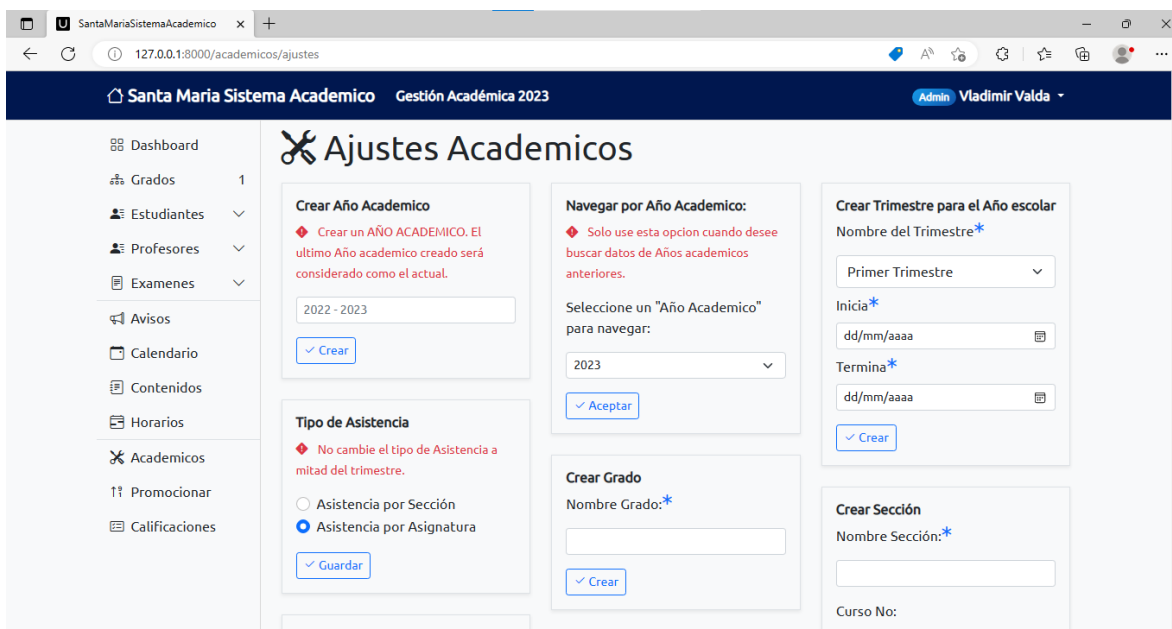 SantaMariaSistemaAcademico
127.0.0.1:8000/academicos/ajustes
Santa Maria Sistema Academico Gestión Académica 2023 Admin Vladimir Valda
Dashboard
Grados 1
Estudiantes
Profesores
Examenes
Avisos
Calendario
Contenidos
Horarios
Academicos
Promocionar
Calificaciones
Ajustes Academicos
Crear Año Academico
Crear un AÑO ACADEMICO. El
ultimo Año academico creado será
considerado como el actual.
2022 - 2023
Crear
Tipo de Asistencia
No cambie el tipo de Asistencia a
mitad del trimestre.
Asistencia por Sección
Asistencia por Asignatura
Guardar
Navegar por Año Academico:
Solo use esta opcion cuando desee
buscar datos de Años academicos
anteriores.
Seleccione un "Año Academico"
para navegar:
2023
Aceptar
Crear Grado
Nombre Grado:*
Crear
Crear Trimestre para el Año escolar
Nombre del Trimestre*
Primer Trimestre
Inicia*
dd/mm/aaaa
Termina*
dd/mm/aaaa
Crear
Crear Sección
Nombre Sección:*
Curso No: